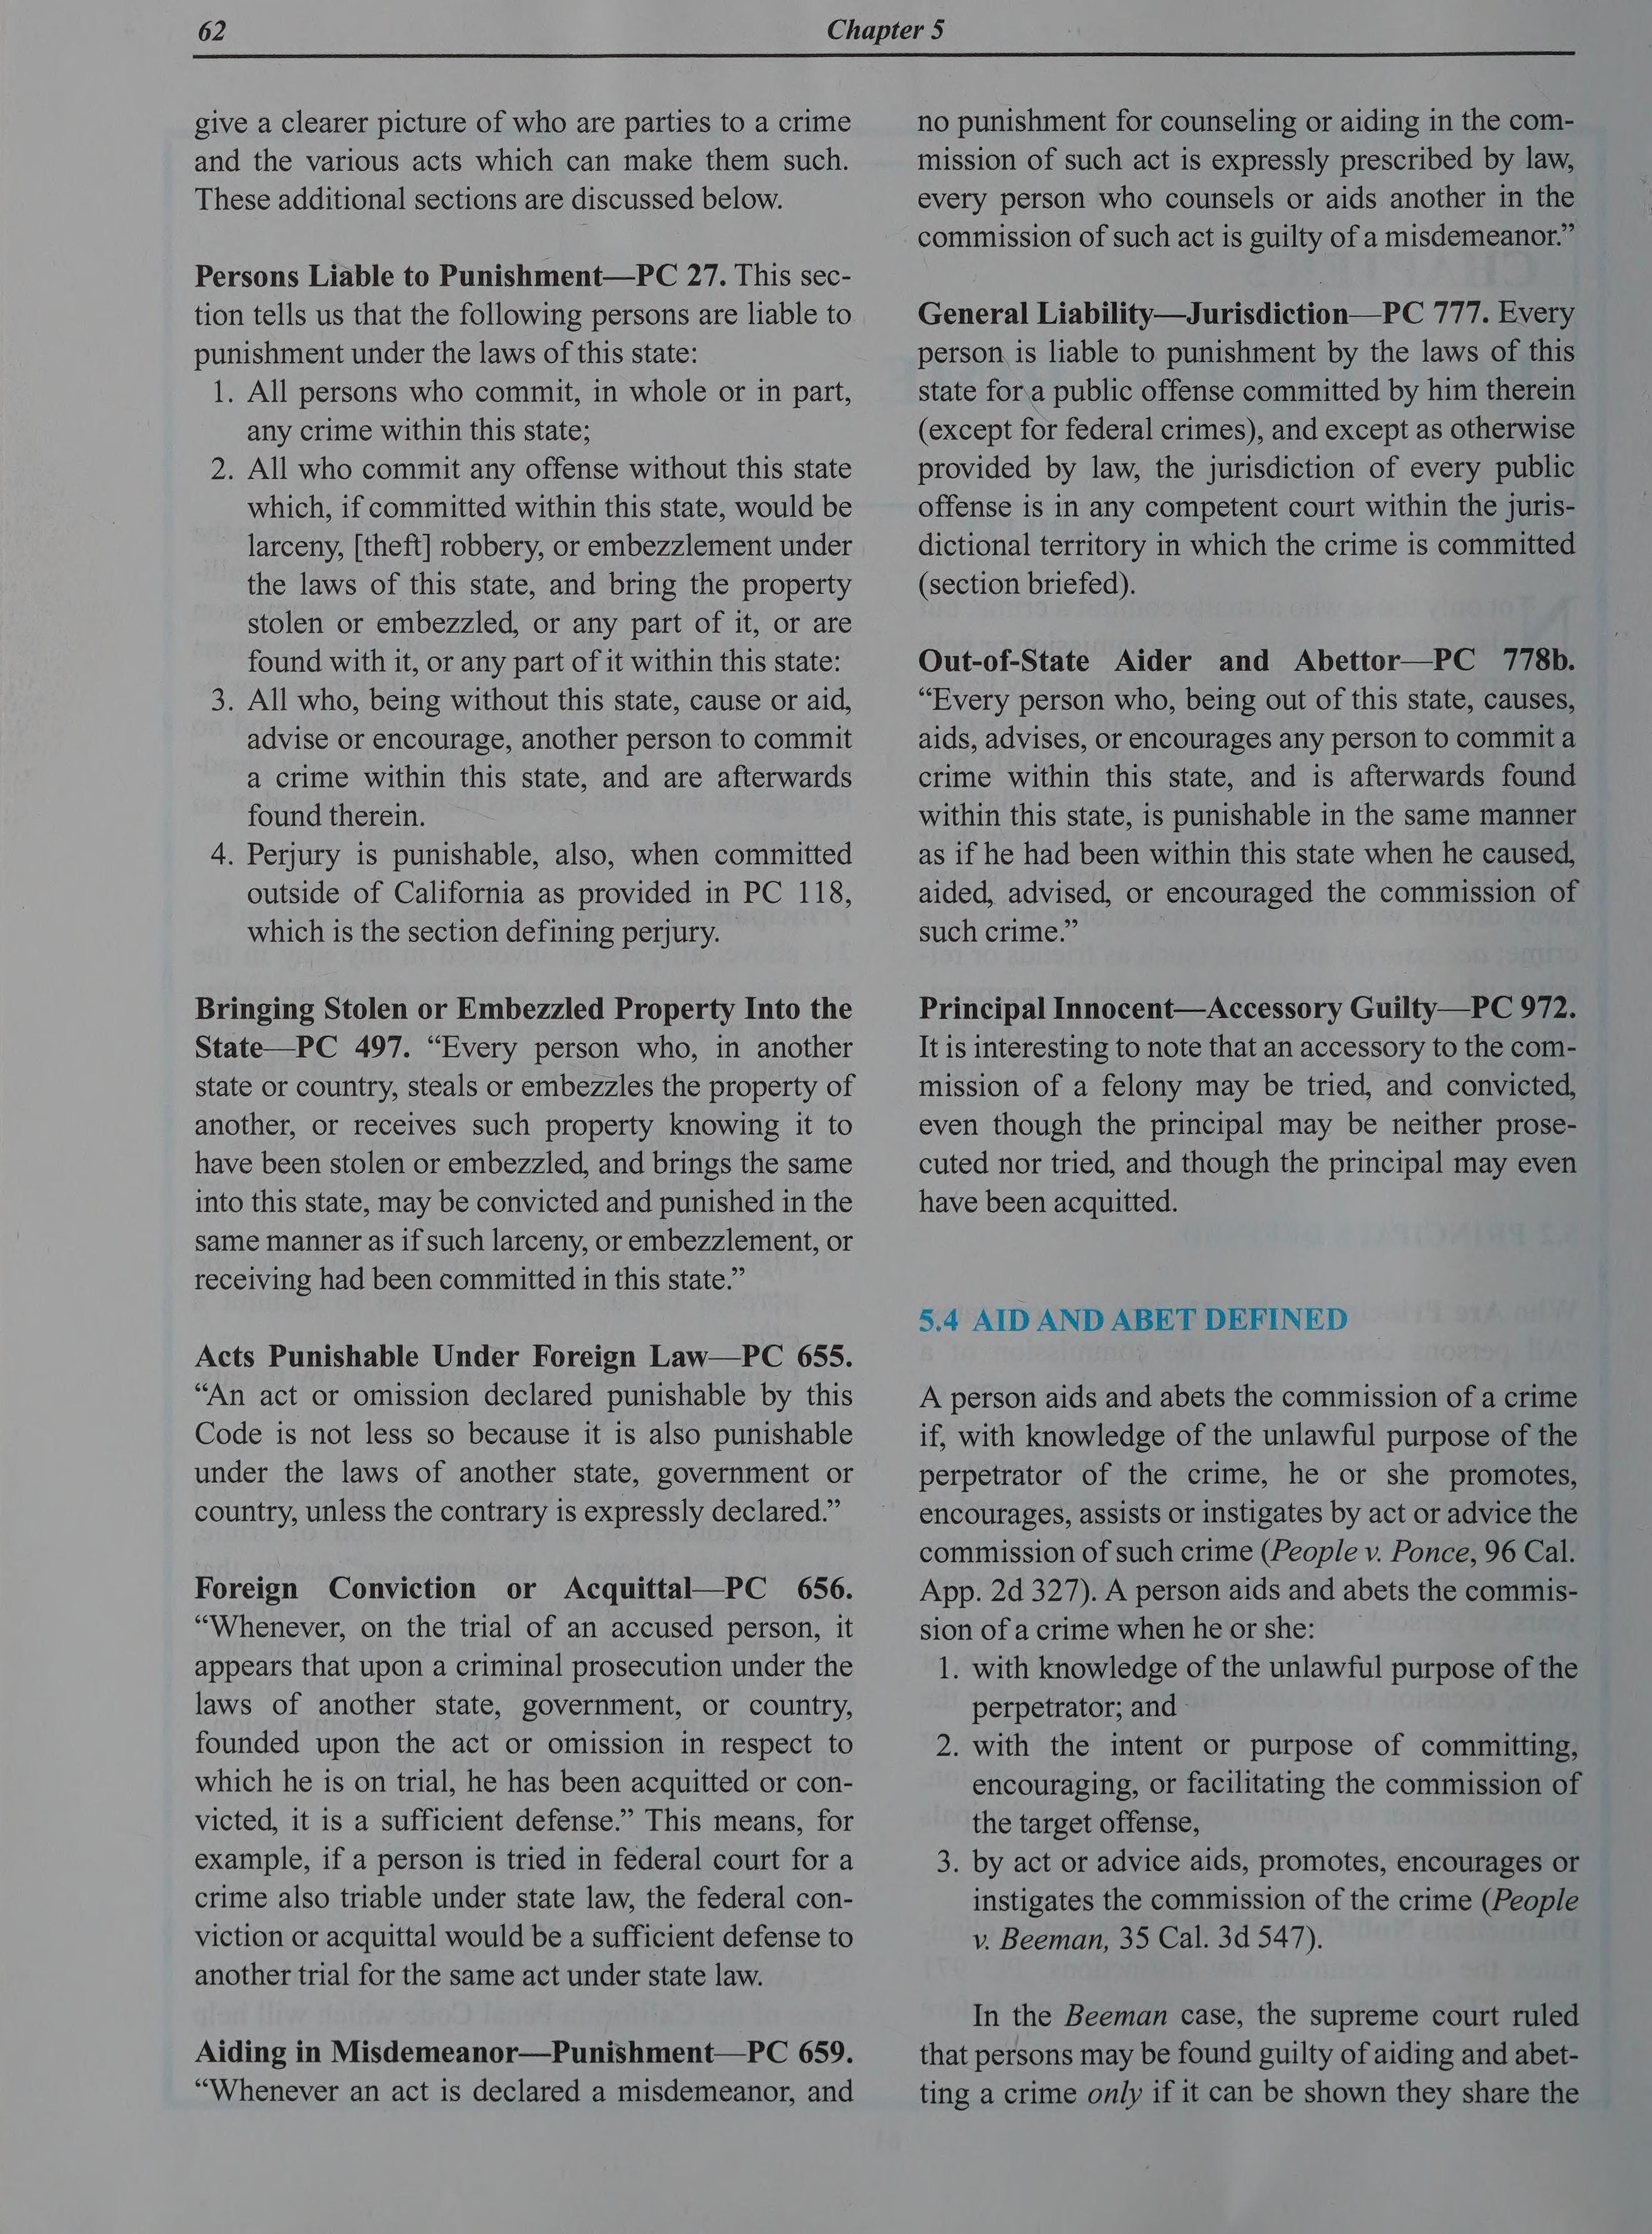 62
Chapter 5
give a clearer picture of who are parties to a crime
and the various acts which can make them such.
These additional sections are discussed below.
Persons Liable to Punishment—PC 27. This sec-
tion tells us that the following persons are liable to
punishment under the laws of this state:
1. All persons who commit, in whole or in part,
any crime within this state;
2. All who commit any offense without this state
which, if committed within this state, would be
larceny, [theft] robbery, or embezzlement under
the laws of this state, and bring the property
stolen or embezzled, or any part of it, or are
found with it, or any part of it within this state:
3. All who, being without this state, cause or aid,
advise or encourage, another person to commit
a crime within this state, and are afterwards
found therein.
4. Perjury is punishable, also, when committed
outside of California as provided in PC 118,
which is the section defining perjury.
Bringing Stolen or Embezzled Property Into the
State—PC 497. “Every person who, in another
state or country, steals or embezzles the property of
another, or receives such property knowing it to
have been stolen or embezzled, and brings the same
into this state, may be convicted and punished in the
same manner as if such larceny, or embezzlement, or
receiving had been committed in this state.”
Acts Punishable Under Foreign Law—PC 655.
“An act or omission declared punishable by this
Code is not less so because it is also punishable
under the laws of another state, government or
country, unless the contrary is expressly declared.”
Foreign Conviction or Acquittal—PC 656.
“Whenever, on the trial of an accused person, it
appears that upon a criminal prosecution under the
laws of another state, government, or country,
founded upon the act or omission in respect to
which he is on trial, he has been acquitted or con-
victed, it is a sufficient defense.” This means, for
example, if a person is tried in federal court for a
crime also triable under state law, the federal con-
viction or acquittal would be a sufficient defense to
another trial for the same act under state law.
Aiding in Misdemeanor—Punishment—PC 659.
“Whenever an act is declared a misdemeanor, and
no punishment for counseling or aiding in the com-
mission of such act is expressly prescribed by law,
every person who counsels or aids another in the
commission of such act is guilty of a misdemeanor.”
General Liability—Jurisdiction—PC 777. Every
person is liable to punishment by the laws of this
state for a public offense committed by him therein
(except for federal crimes), and except as otherwise
provided by law, the jurisdiction of every public
offense is in any competent court within the juris-
dictional territory in which the crime is committed
(section briefed).
Out-of-State Aider and Abettor—PC 778b.
“Every person who, being out of this state, causes,
aids, advises, or encourages any person to commit a
crime within this state, and is afterwards found
within this state, is punishable in the same manner
as if he had been within this state when he caused,
aided, advised, or encouraged the commission of
such crime.”
Principal Innocent—Accessory Guilty—PC 972.
It is interesting to note that an accessory to the com-
mission of a felony may be tried, and convicted,
even though the principal may be neither prose-
cuted nor tried, and though the principal may even
have been acquitted.
5.4 AID AND ABET DEFINED
A person aids and abets the commission of a crime
if, with knowledge of the unlawful purpose of the
perpetrator of the crime, he or she promotes,
encourages, assists or instigates by act or advice the
commission of such crime (People v. Ponce, 96 Cal.
App. 2d 327). A person aids and abets the commis-
sion of a crime when he or she:
1. with knowledge of the unlawful purpose of the
perpetrator; and
2. with the intent or purpose of committing,
encouraging, or facilitating the commission of
the target offense,
3. by act or advice aids, promotes, encourages or
instigates the commission of the crime (People
v. Beeman, 35 Cal. 3d 547).
In the Beeman case, the supreme court ruled
that persons may be found guilty of aiding and abet-
ting a crime only if it can be shown they share the